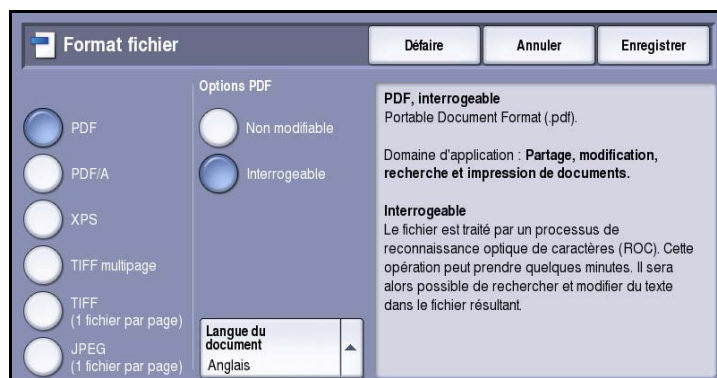 Format fichier
Défaire
Annuler
Enregistrer
PDF
PDF/A
XPS
TIFF multipage
TIFF
(1 fichier par page)
JPEG
(1 fichier par page)
Options PDF
Non modifiable
Interrogeable
Langue du
document
Anglais
PDF, interrogeable
Portable Document Format (.pdf).
Domaine d'application : Partage, modification,
recherche et impression de documents.
Interrogeable
Le fichier est traité par un processus de
reconnaissance optique de caractères (ROC). Cette
opération peut prendre quelques minutes. Il sera
alors possible de rechercher et modifier du texte
dans le fichier résultant.